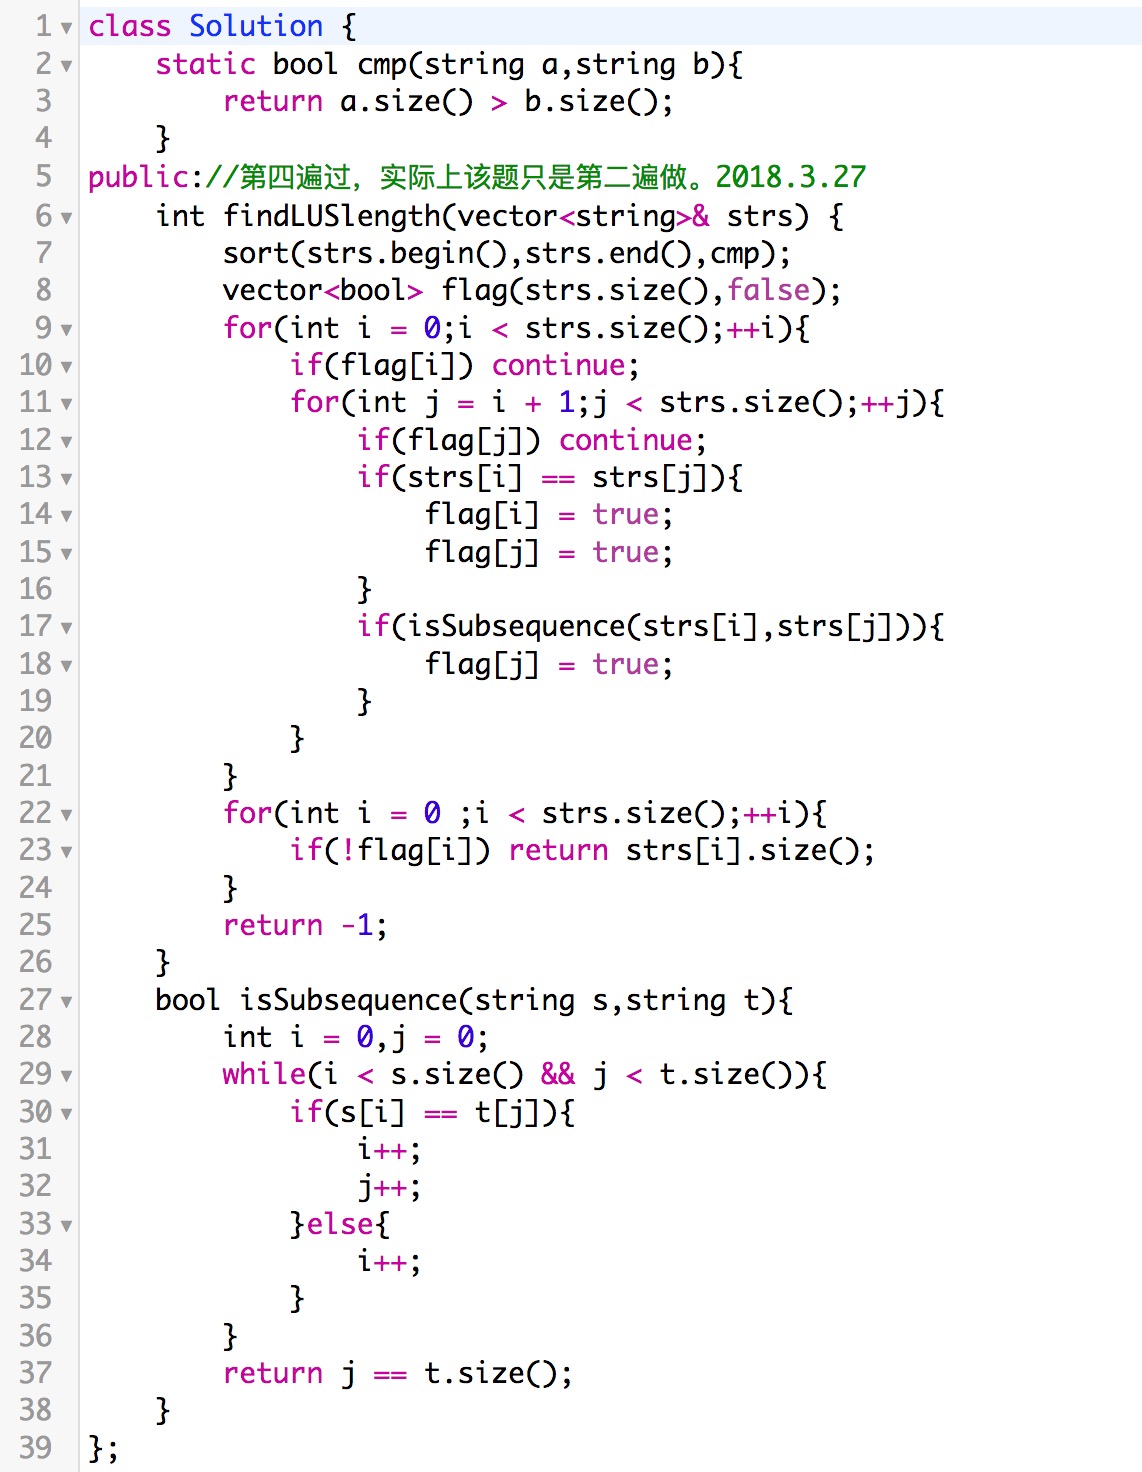 1 class Solution {
2     static bool cmp(string a,string b){
3         return a.size() > b.size();
4     }
5 public://第四遍过，实际上该题只是第二遍做。2018.3.27
6     int findLUSlength(vector<string>& strs) {
7         sort(strs.begin(),strs.end(),cmp);
8         vector<bool> flag(strs.size(),false);
9         for(int i = 0;i < strs.size();++i){
10             if(flag[i]) continue;
11             for(int j = i + 1;j < strs.size();++j){
12                 if(flag[j]) continue;
13                 if(strs[i] == strs[j]){
14                     flag[i] = true;
15                     flag[j] = true;
16                 }
17                 if(isSubsequence(strs[i],strs[j])){
18                     flag[j] = true;
19                 }
20             }
21         }
22         for(int i = 0 ;i < strs.size();++i){
23             if(!flag[i]) return strs[i].size();
24         }
25         return -1;
26     }
27     bool isSubsequence(string s,string t){
28         int i = 0,j = 0;
29         while(i < s.size() && j < t.size()){
30             if(s[i] == t[j]){
31                 i++;
32                 j++;
33             }else{
34                 i++;
35             }
36         }
37         return j == t.size();
38     }
39 };